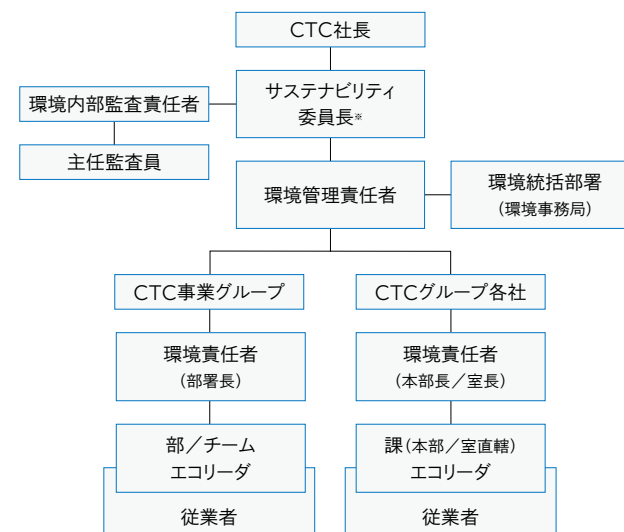 CTC社長
サステナビリティ
委員長※
環境内部監査責任者
主任監査員
環境管理責任者
環境統括部署
(環境事務局)
CTC事業グループ
CTCグループ各社
環境責任者
(部署長)
環境責任者
(本部長／室長)
部／チーム
エコリーダ
課(本部／室直轄)
エコリーダ
従業者
従業者